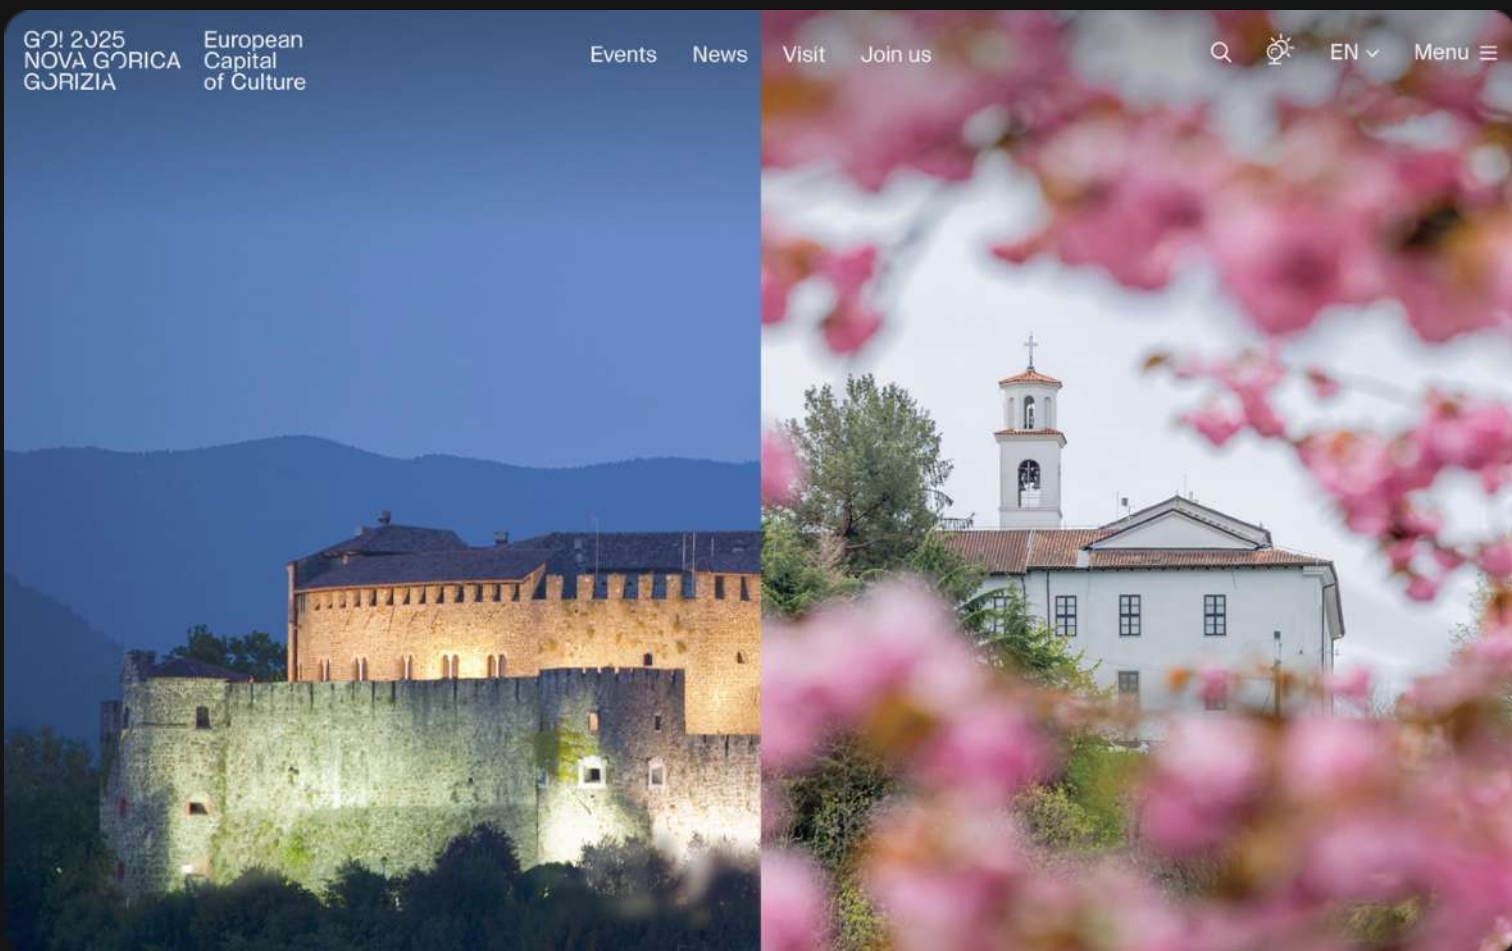 GO! 2025
NOVA GORICA
GORIZIA
European
Capital
of Culture
Events
News
Visit
Join us
EN
Menu